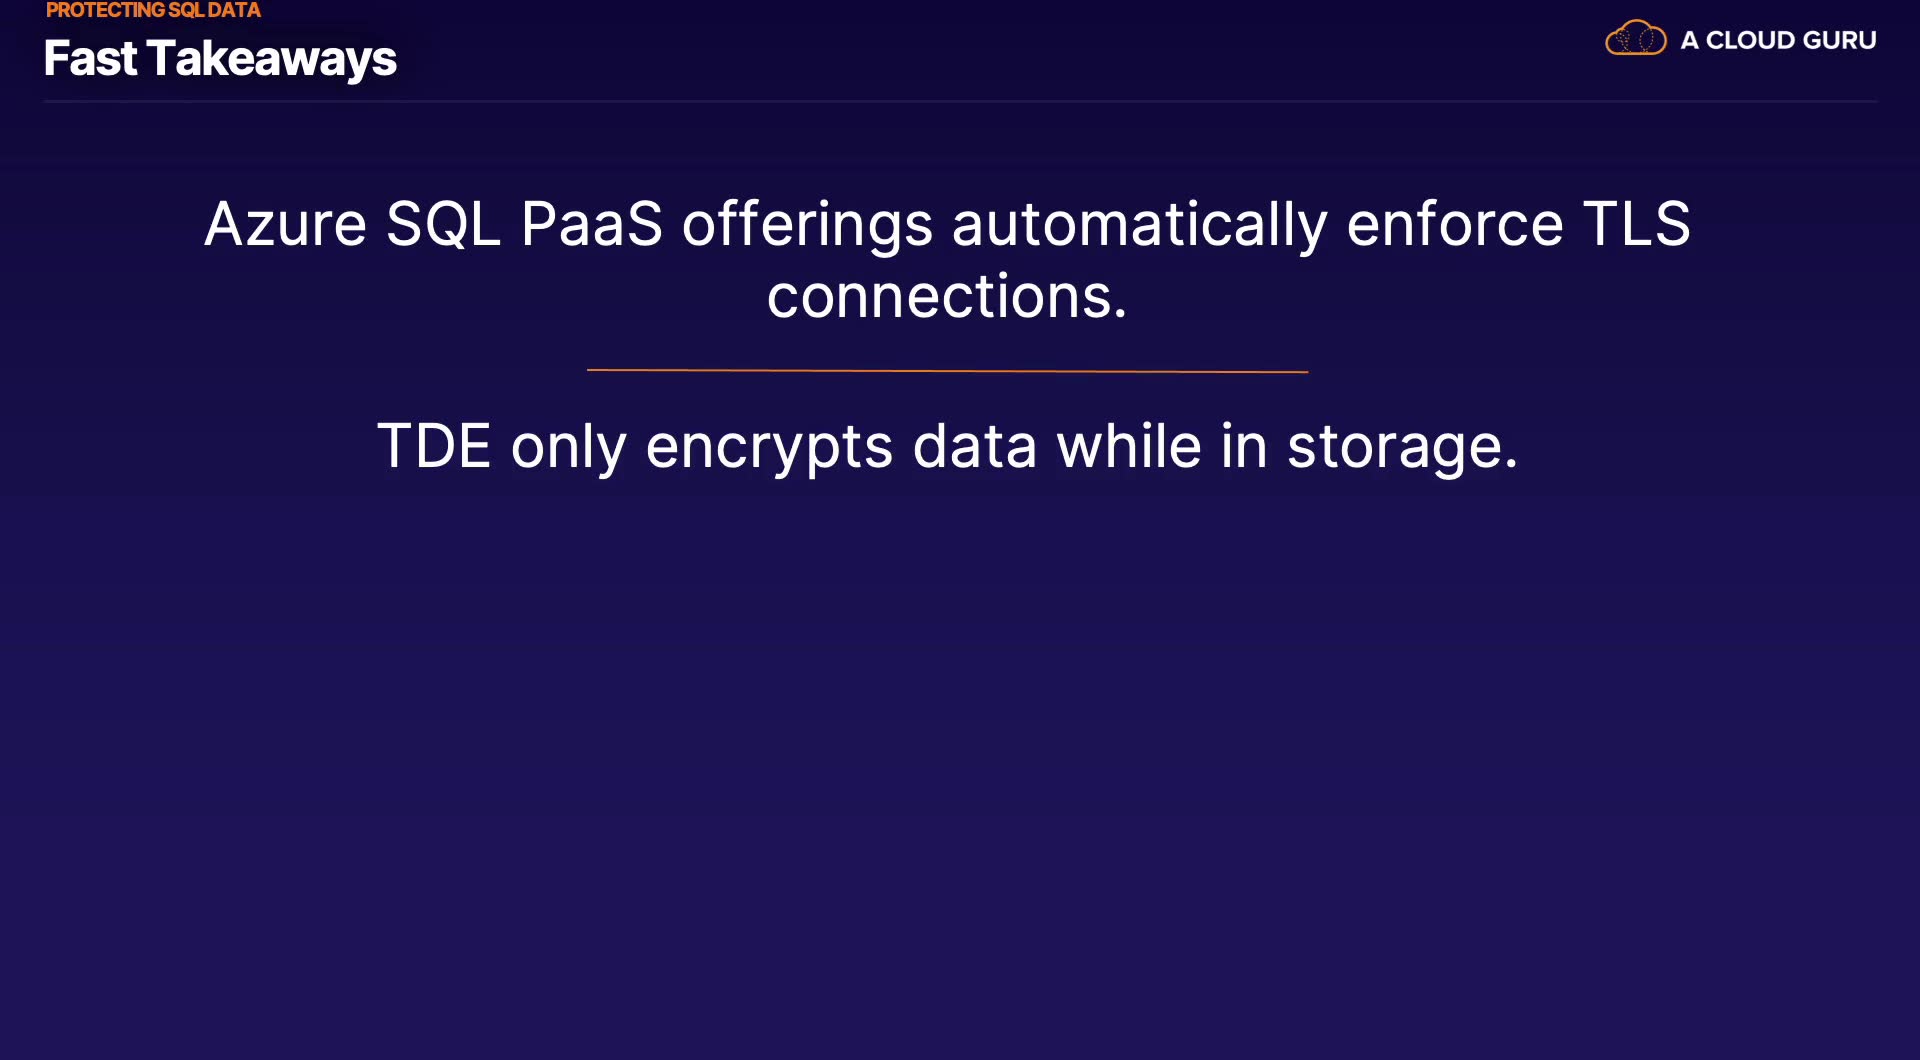 PROTECTING SQL DATA
Fast Takeaways
A CLOUD GURU
Azure SQL PaaS offerings automatically enforce TLS
connections.
TDE only encrypts data while in storage.